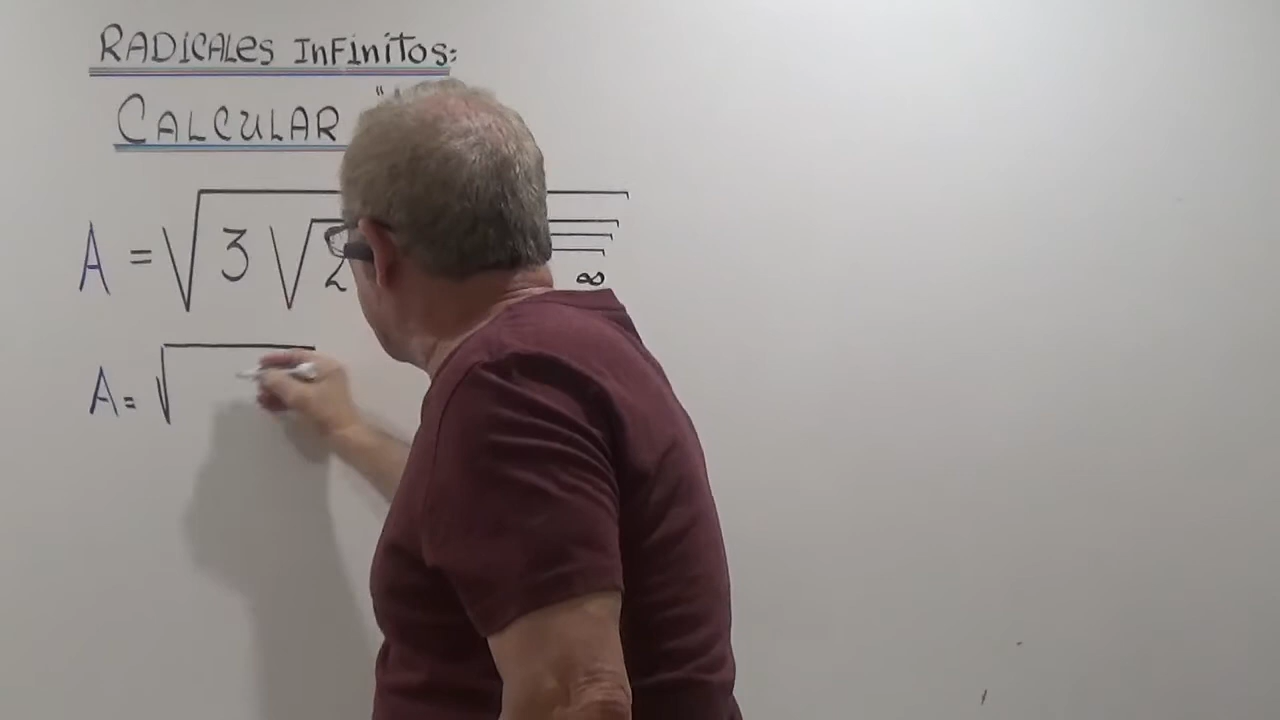 RADICALES InFinitos:
CALCULAR
A = √3 √2 ∞
A = √